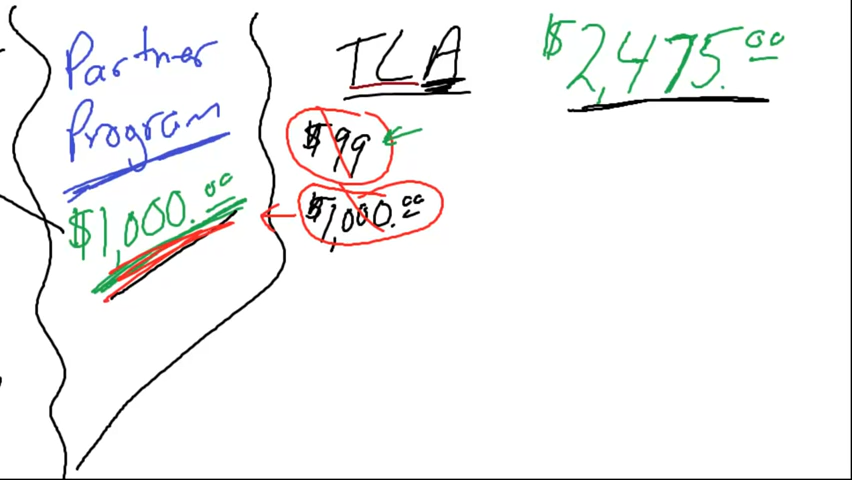 Partner
Program
$1,000.00
TLA
$99
$1,000.00
$2,475.00